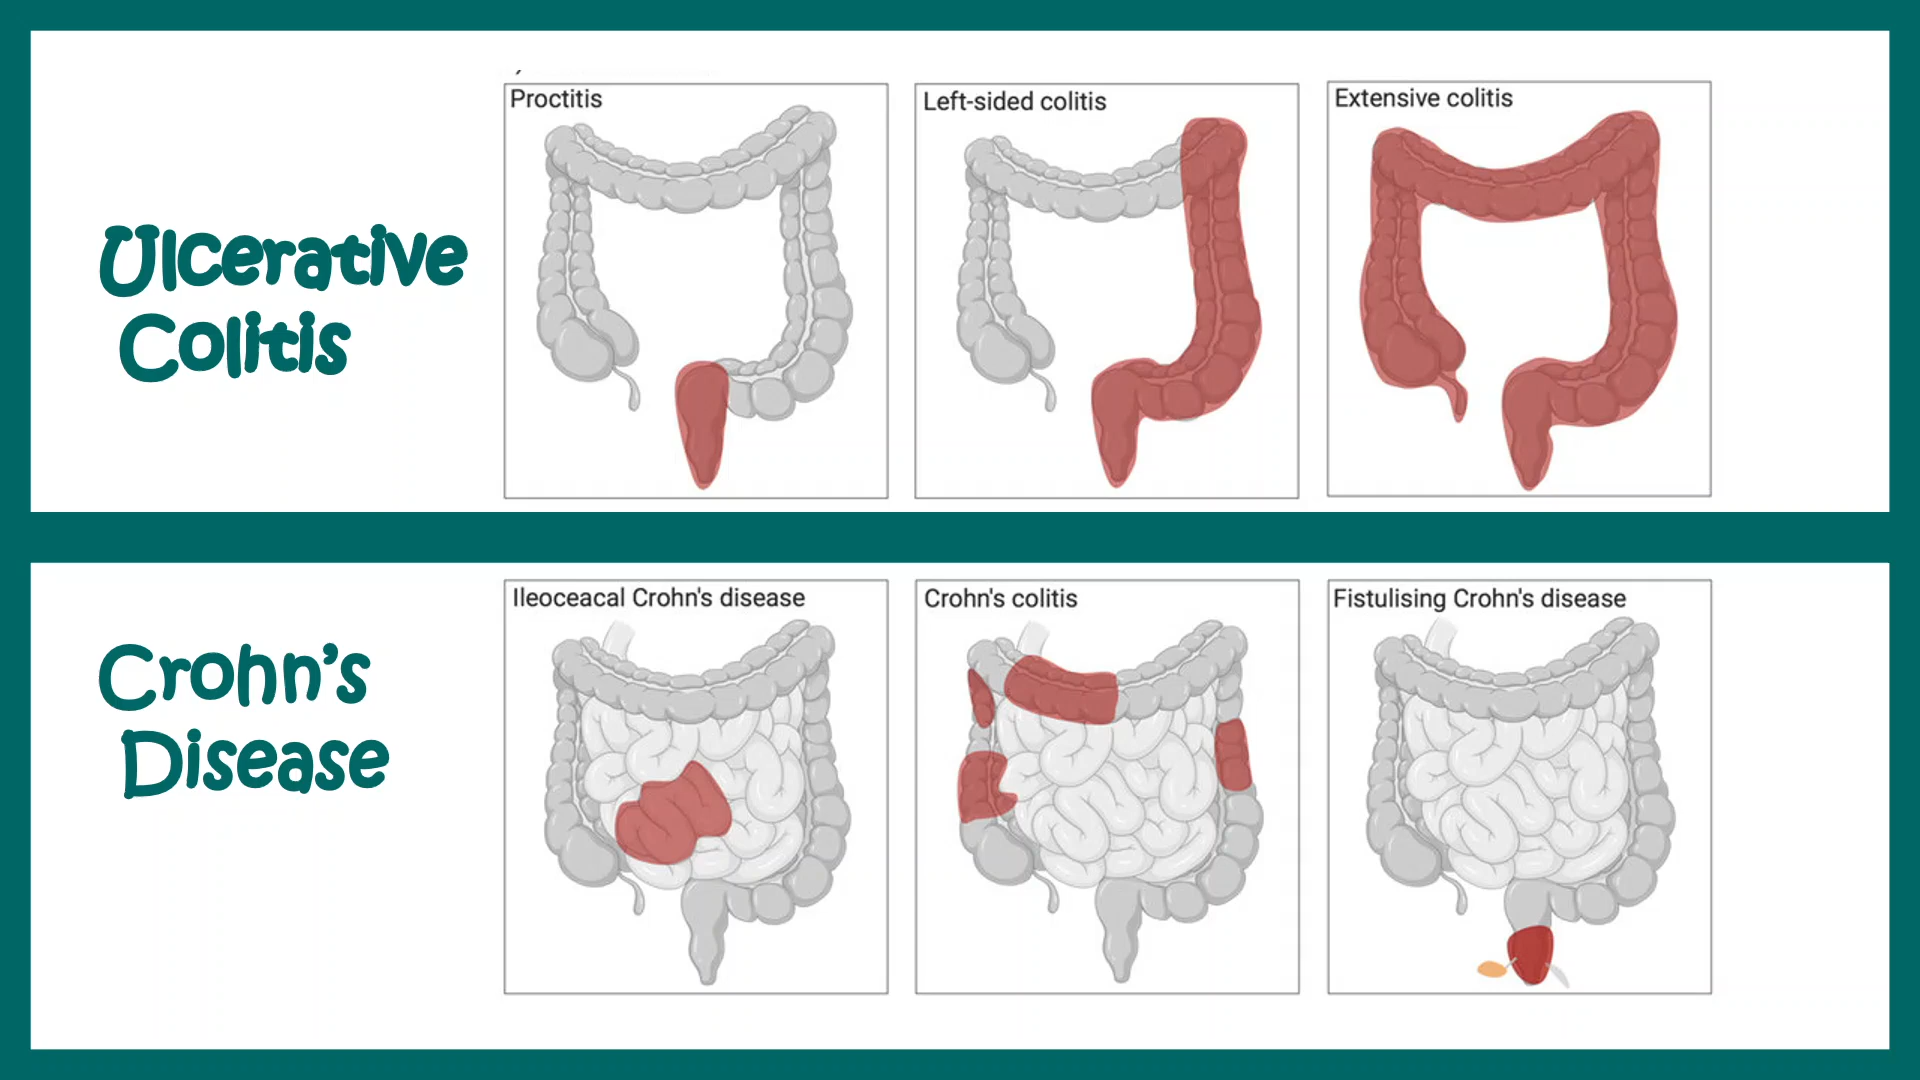 Ulcerative
Colitis
Proctitis
Left-sided colitis
Extensive colitis
Crohn's
Disease
Ileoceacal Crohn's disease
Crohn's colitis
Fistulising Crohn's disease